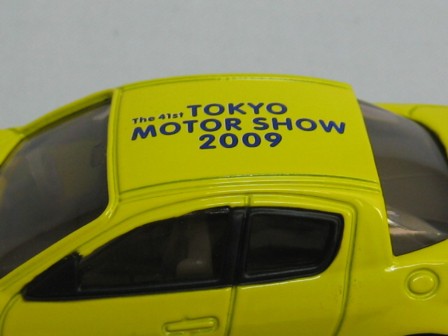 The 41st TOKYO
MOTOR SHOW
2009